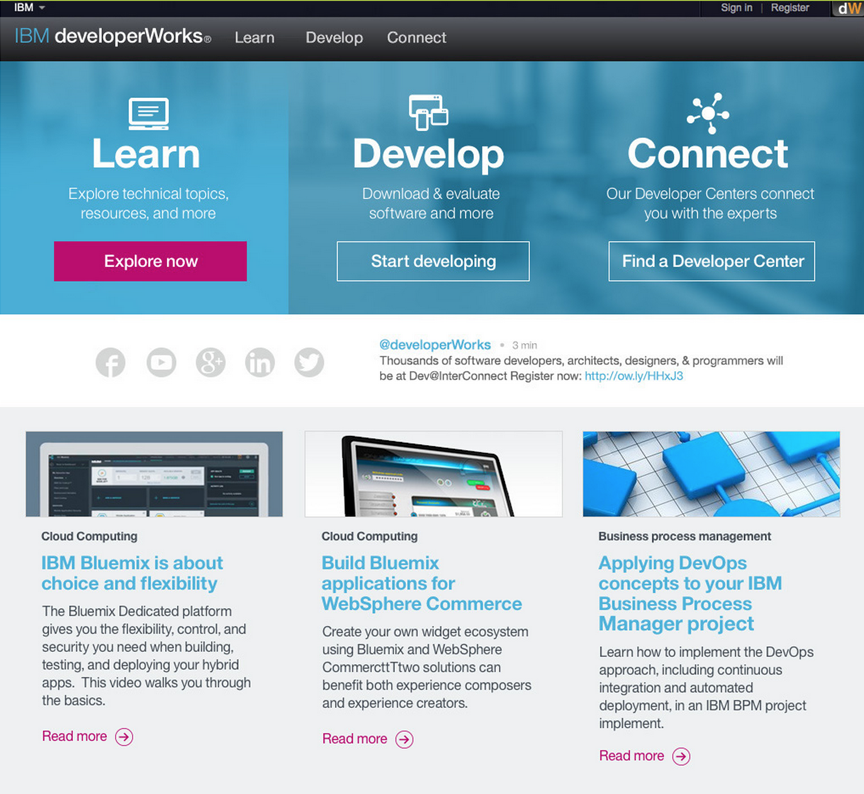 IBM
Sign in | Register
dW
IBM developerWorks®
Learn
Develop
Connect
Learn
Explore technical topics,
resources, and more
Explore now
Develop
Download & evaluate
software and more
Start developing
Connect
Our Developer Centers connect
you with the experts
Find a Developer Center
@developerWorks • 3 min
Thousands of software developers, architects, designers, & programmers will
be at Dev@InterConnect Register now: http://ow.ly/HHxJ3
Cloud Computing
IBM Bluemix is about
choice and flexibility
The Bluemix Dedicated platform
gives you the flexibility, control, and
security you need when building,
testing, and deploying your hybrid
apps. This video walks you through
the basics.
Read more
Cloud Computing
Build Bluemix
applications for
WebSphere Commerce
Create your own widget ecosystem
using Bluemix and WebSphere
CommercttTtwo solutions can
benefit both experience composers
and experience creators.
Read more
Business process management
Applying DevOps
concepts to your IBM
Business Process
Manager project
Learn how to implement the DevOps
approach, including continuous
integration and automated
deployment, in an IBM BPM project
implement.
Read more